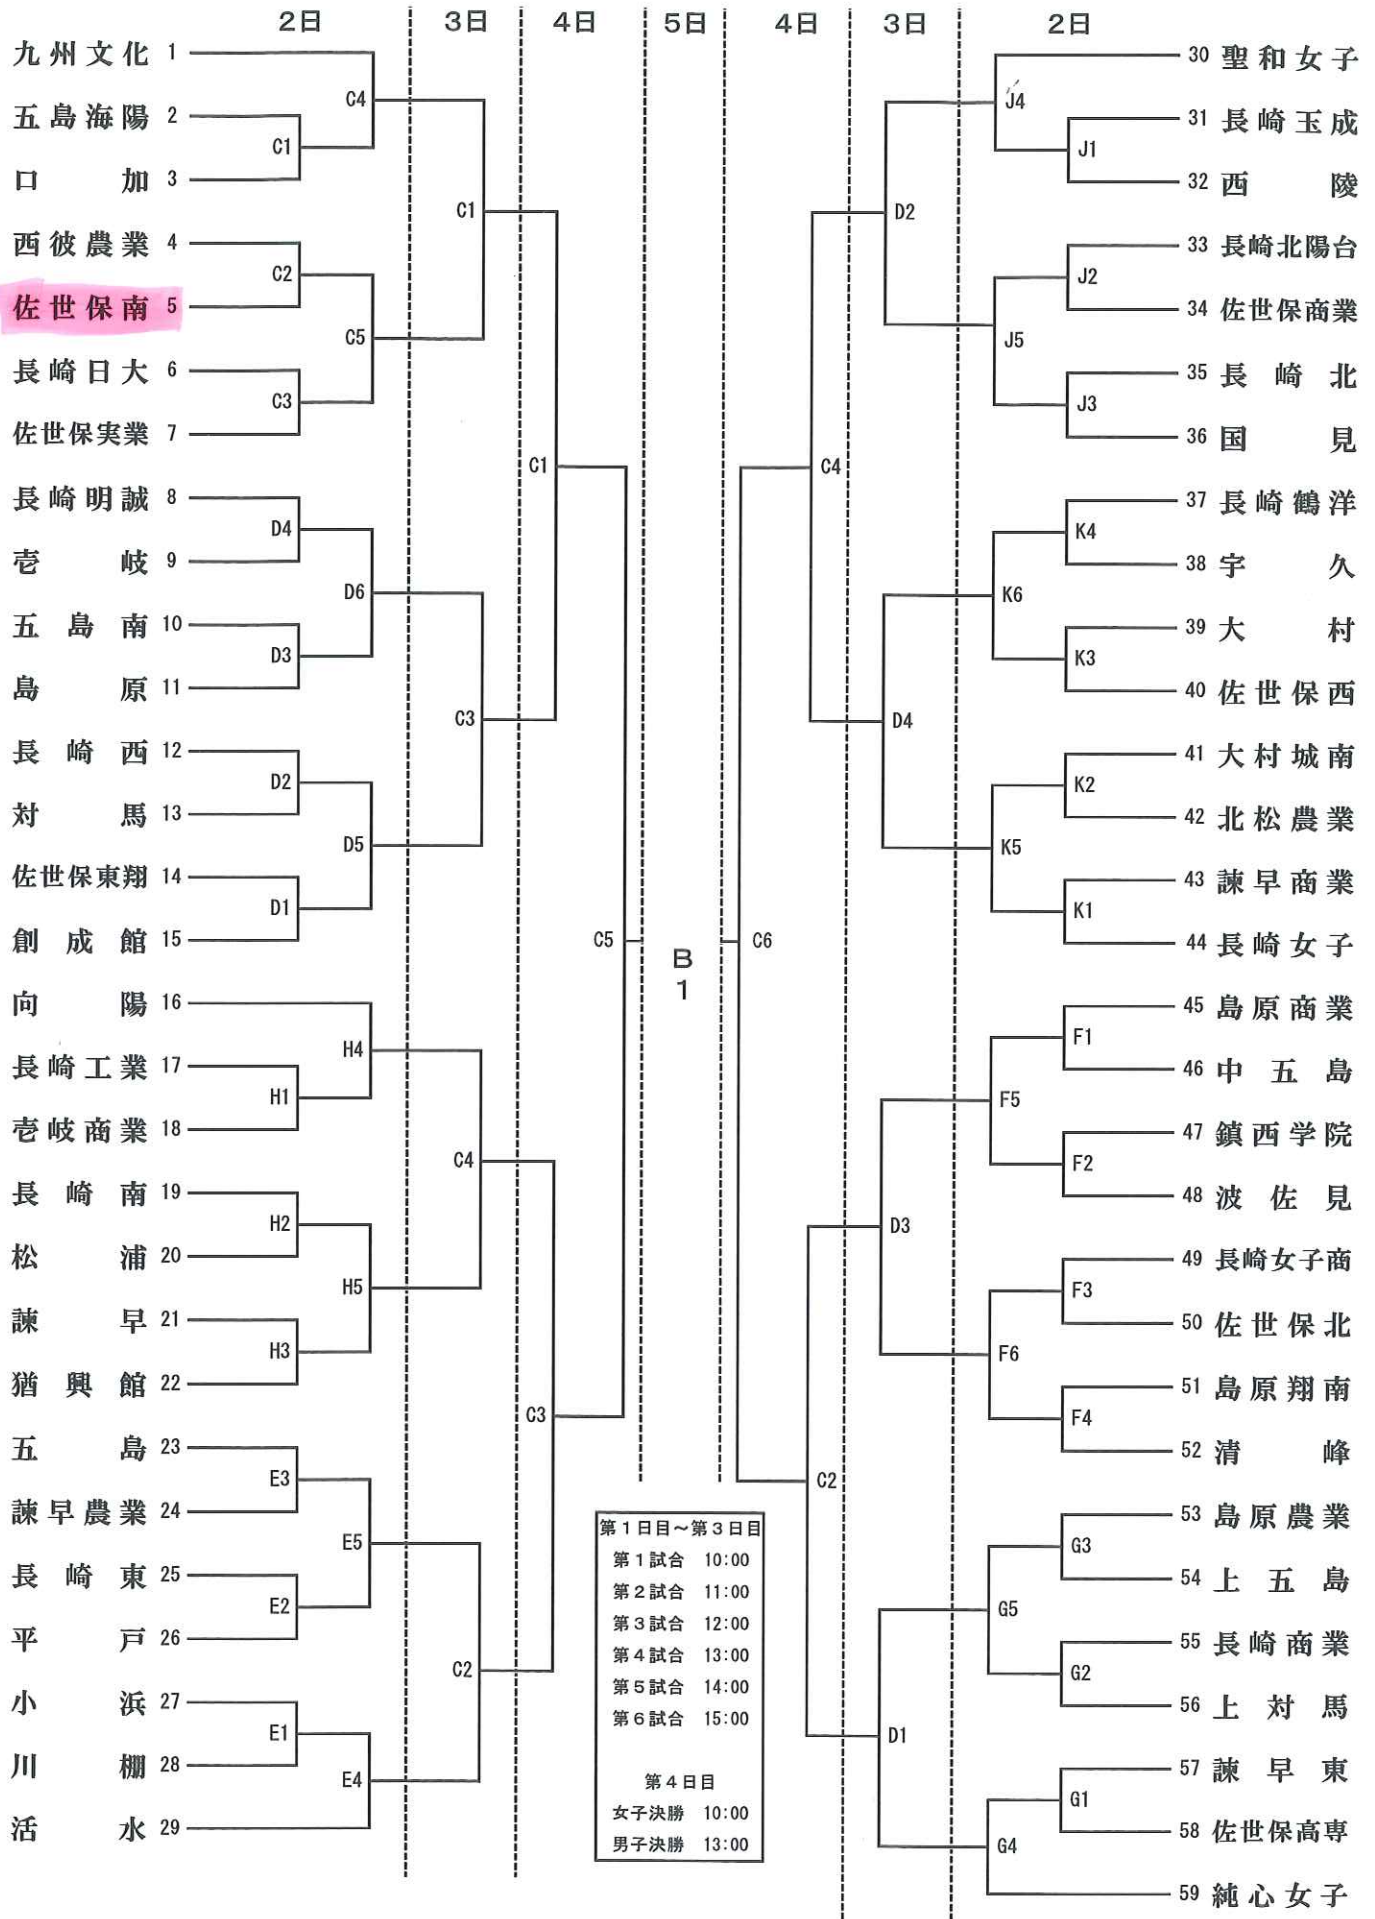 2日 3日 4日 5日 4日 3日 2日
九州文化 1
五島海陽 2
口加 3
西彼農業 4
佐世保南 5
長崎日大 6
佐世保実業 7
長崎明誠 8
壱岐 9
五島南 10
島原 11
長崎西 12
対馬 13
佐世保東翔 14
創成館 15
向陽 16
長崎工業 17
壱岐商業 18
長崎南 19
松浦 20
諫早 21
猶興館 22
五島 23
諫早農業 24
長崎東 25
平戸 26
小浜 27
川棚 28
活水 29
C4
C1
C2
C5
C3
D4
D6
D3
D2
D5
D1
H4
H1
H2
H5
H3
E3
E5
E2
E1
E4
C1
C3
C4
C2
C1
C3
C5
B
1
C6
C4
C2
D2
D4
D3
D1
J4
J1
J2
J5
J3
K4
K6
K3
K2
K5
K1
F1
F5
F2
F3
F6
F4
G3
G5
G2
G1
G4
30 聖和女子
31 長崎玉成
32 西陵
33 長崎北陽台
34 佐世保商業
35 長崎北
36 国見
37 長崎鶴洋
38 宇久
39 大村
40 佐世保西
41 大村城南
42 北松農業
43 諫早商業
44 長崎女子
45 島原商業
46 中五島
47 鎮西学院
48 波佐見
49 長崎女子商
50 佐世保北
51 島原翔南
52 清峰
53 島原農業
54 上五島
55 長崎商業
56 上対馬
57 諫早東
58 佐世保高専
59 純心女子
第1日目～第3日目
第1試合 10:00
第2試合 11:00
第3試合 12:00
第4試合 13:00
第5試合 14:00
第6試合 15:00
第4日目
女子決勝 10:00
男子決勝 13:00